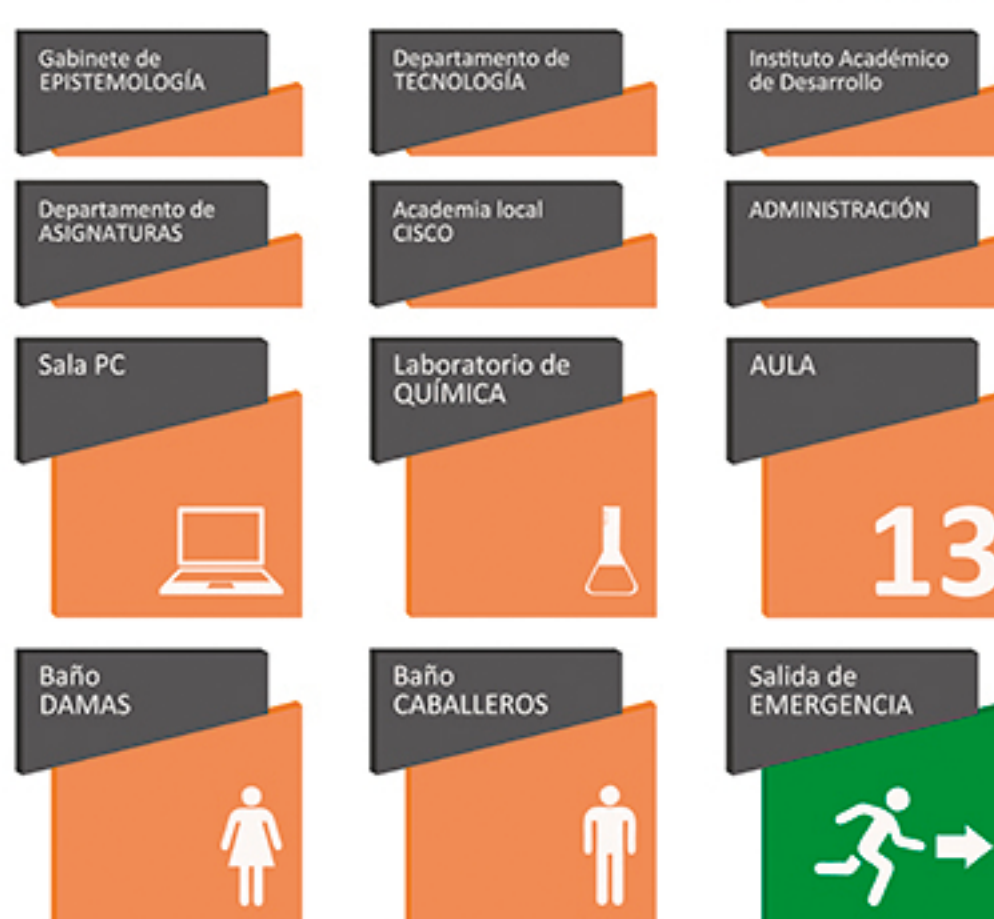 Gabinete de
EPISTEMOLOGÍA
Departamento de
TECNOLOGÍA
Instituto Académico
de Desarrollo
Departamento de
ASIGNATURAS
Academia local
CISCO
ADMINISTRACIÓN
Sala PC
Laboratorio de
QUÍMICA
AULA
13
Baño
DAMAS
Baño
CABALLEROS
Salida de
EMERGENCIA